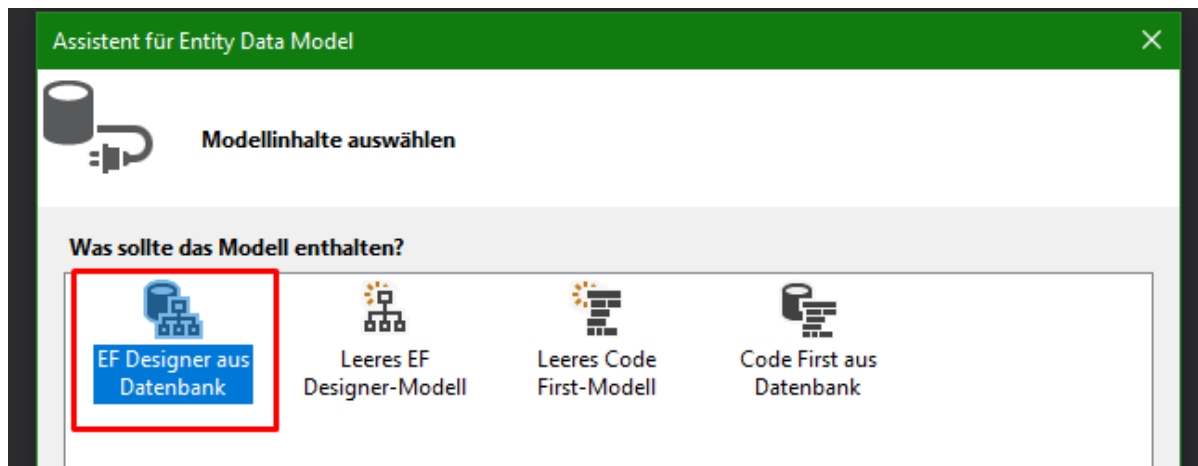 Assistent für Entity Data Model
Modellinhalte auswählen
Was sollte das Modell enthalten?
EF Designer aus
Datenbank
Leeres EF
Designer-Modell
Leeres Code
First-Modell
Code First aus
Datenbank